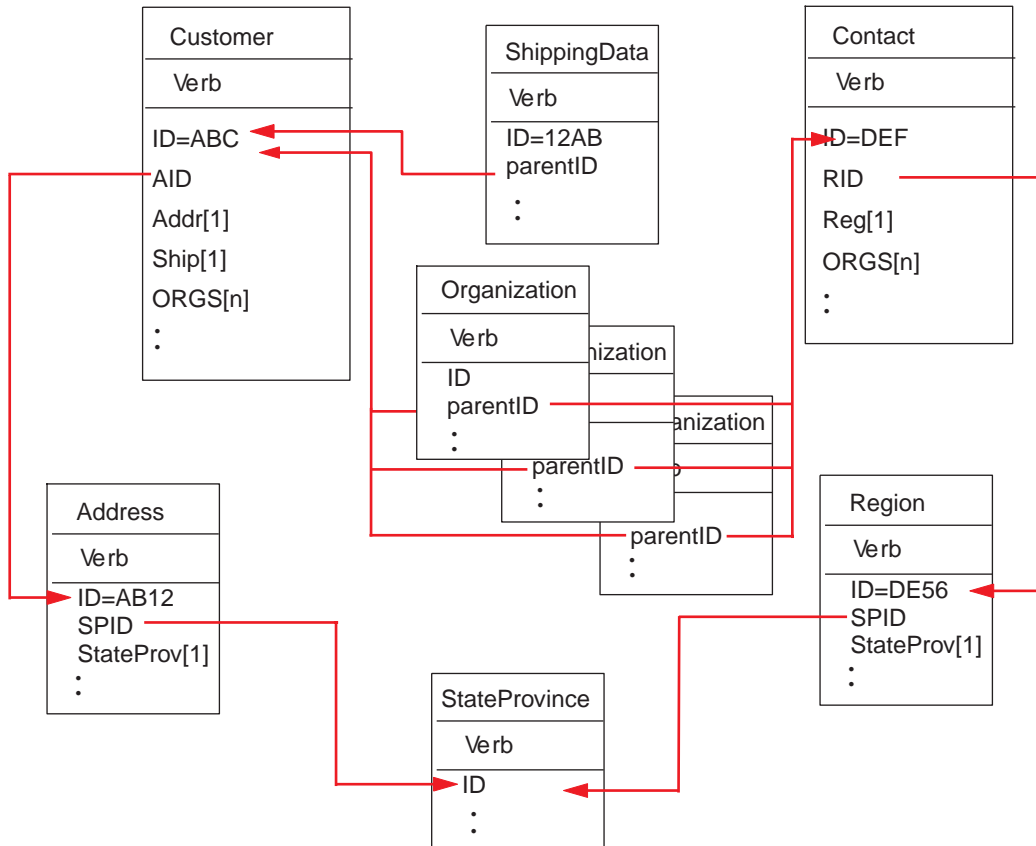 Customer
Verb
ID=ABC
AID
Addr[1]
Ship[1]
ORGS[n]
:
ShippingData
Verb
ID=12AB
parentID
:
Contact
Verb
ID=DEF
RID
Reg[1]
ORGS[n]
:
Organization
Verb
ID
parentID
:
nization
parentID
:
anization
parentID
:
Address
Verb
ID=AB12
SPID
StateProv[1]
:
Region
Verb
ID=DE56
SPID
StateProv[1]
:
StateProvince
Verb
ID
: